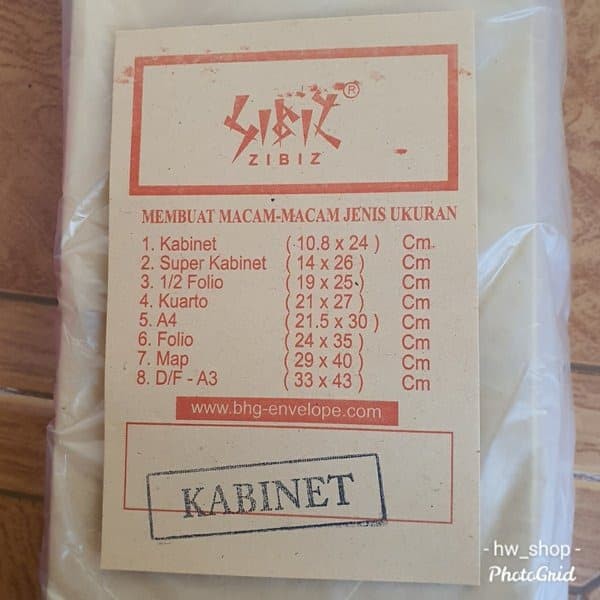 SIBIZ ®
ZIBIZ
MEMBUAT MACAM-MACAM JENIS UKURAN
1. Kabinet ( 10.8 x 24 ) Cm
2. Super Kabinet ( 14 x 26 ) Cm
3. 1/2 Folio ( 19 x 25 ) Cm
4. Kuarto ( 21 x 27 ) Cm
5. A4 ( 21.5 x 30 ) Cm
6. Folio ( 24 x 35 ) Cm
7. Map ( 29 x 40 ) Cm
8. D/F - A3 ( 33 x 43 ) Cm
www.bhg-envelope.com
KABINET
- hw_shop -
PhotoGrid